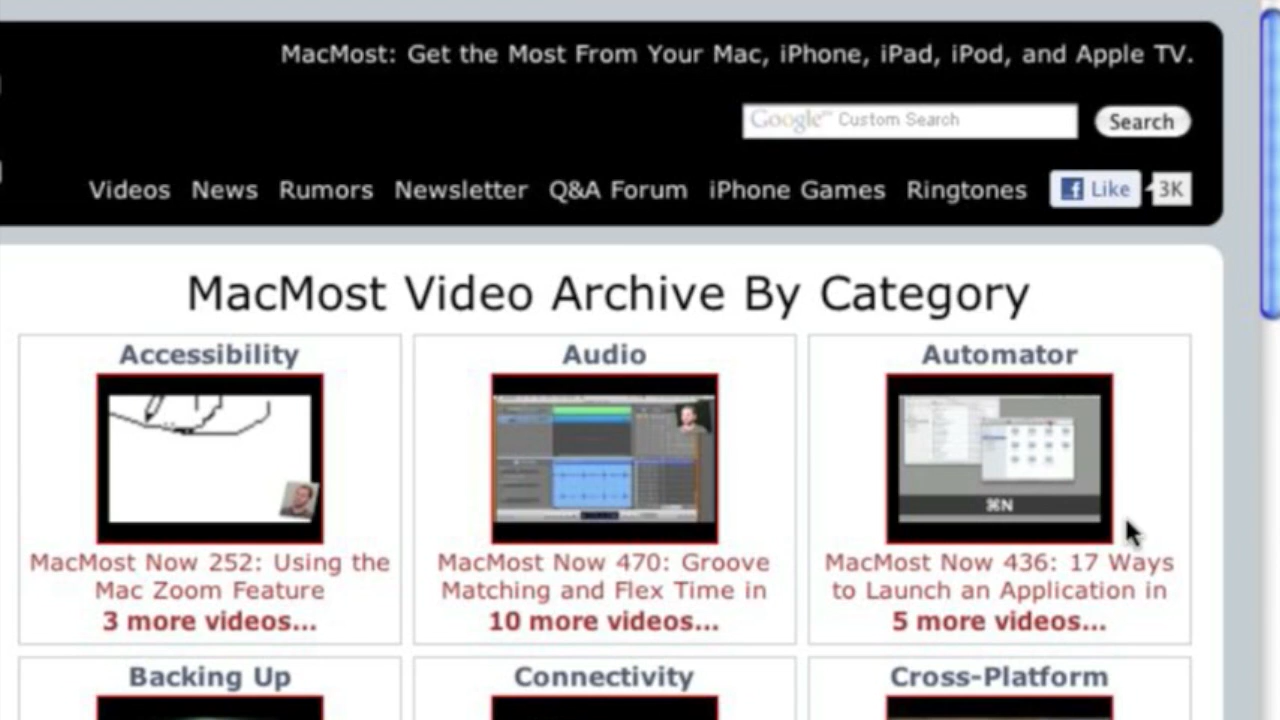 MacMost: Get the Most From Your Mac, iPhone, iPad, iPod, and Apple TV.
Google™ Custom Search
Search
Videos News Rumors Newsletter Q&A Forum iPhone Games Ringtones Like 3K
MacMost Video Archive By Category
Accessibility Audio Automator
⌘N
MacMost Now 252: Using the MacMost Now 470: Groove MacMost Now 436: 17 Ways
Mac Zoom Feature Matching and Flex Time in to Launch an Application in
3 more videos... 10 more videos... 5 more videos...
Backing Up Connectivity Cross-Platform